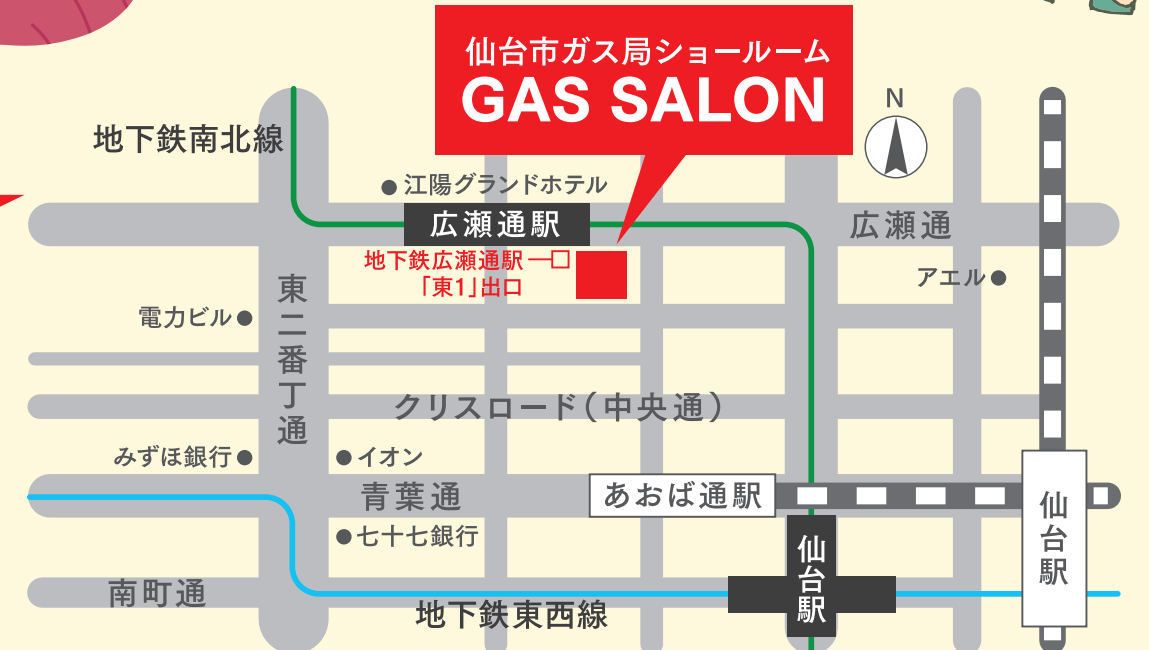 仙台市ガス局ショールーム
GAS SALON
N
地下鉄南北線
江陽グランドホテル
広瀬通駅
広瀬通
地下鉄広瀬通駅
「東1」出口
アエル
東二番丁通
電力ビル
クリスロード(中央通)
みずほ銀行
イオン
青葉通
あおば通駅
仙台駅
七十七銀行
仙台駅
南町通
地下鉄東西線